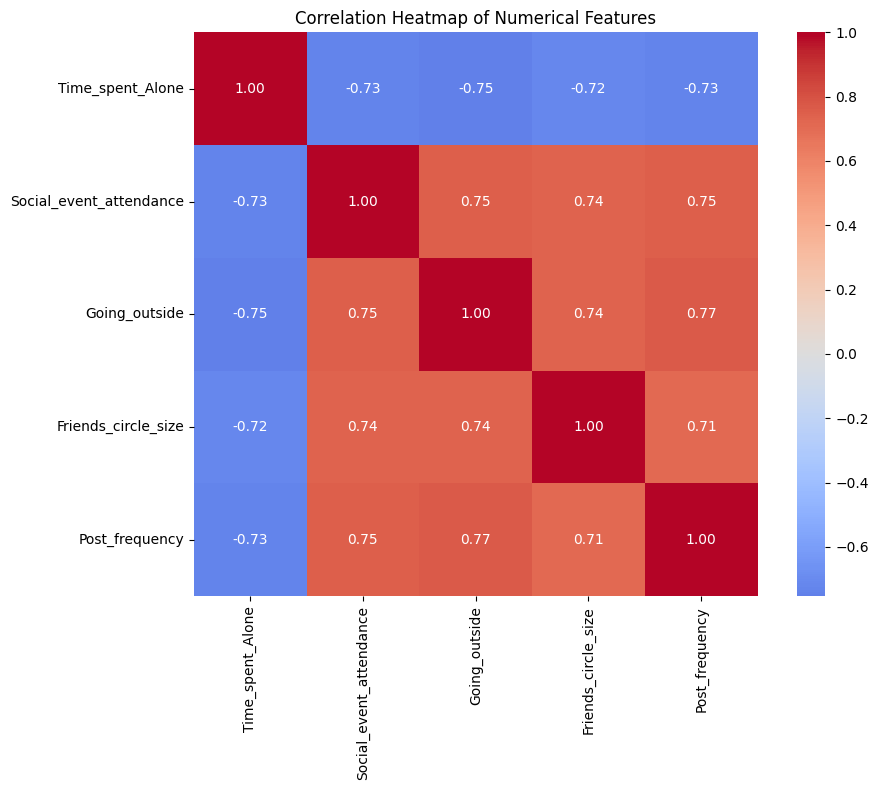 Correlation Heatmap of Numerical Features
Time_spent_Alone
1.00 -0.73 -0.75 -0.72 -0.73
Social_event_attendance
-0.73 1.00 0.75 0.74 0.75
Going_outside
-0.75 0.75 1.00 0.74 0.77
Friends_circle_size
-0.72 0.74 0.74 1.00 0.71
Post_frequency
-0.73 0.75 0.77 0.71 1.00
Time_spent_Alone
Social_event_attendance
Going_outside
Friends_circle_size
Post_frequency
1.0
0.8
0.6
0.4
0.2
0.0
−0.2
−0.4
−0.6